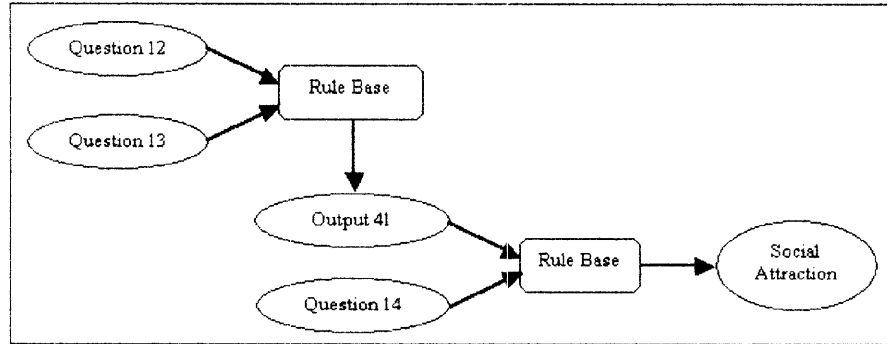 Question 12
Rule Base
Question 13
Output 41
Rule Base
Social
Attraction
Question 14